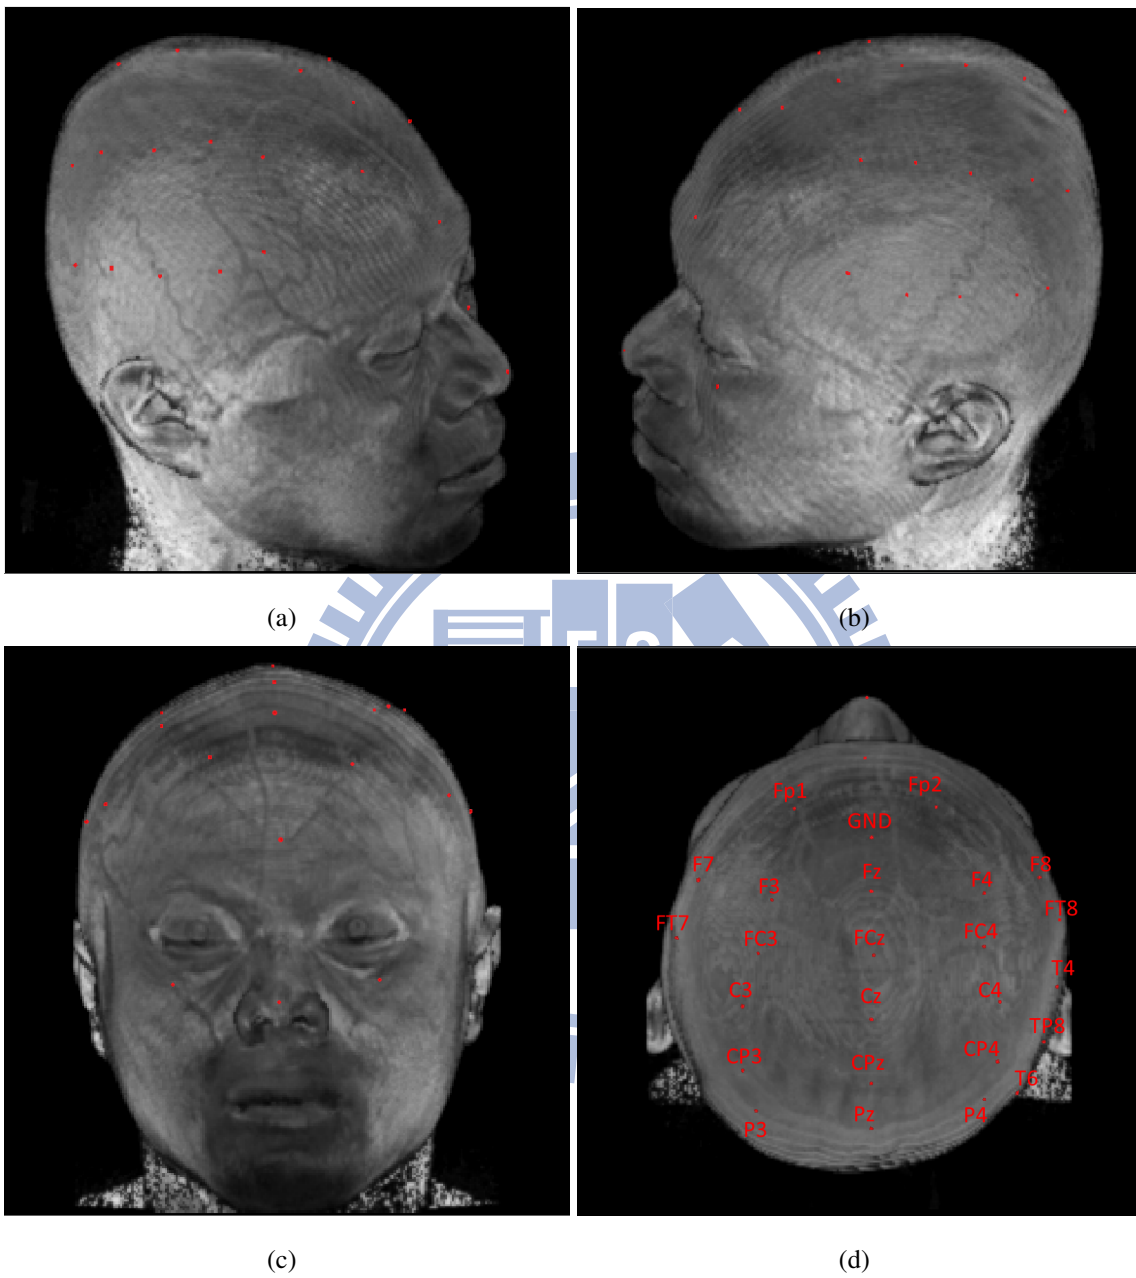 (a)
(b)
Fp1 Fp2
GND
F7 F3 Fz F4 F8
FT7 FC3 FCz FC4 FT8
C3 Cz C4 T4
CP3 CPz CP4 TP8
T6
P3 Pz P4
(c)
(d)